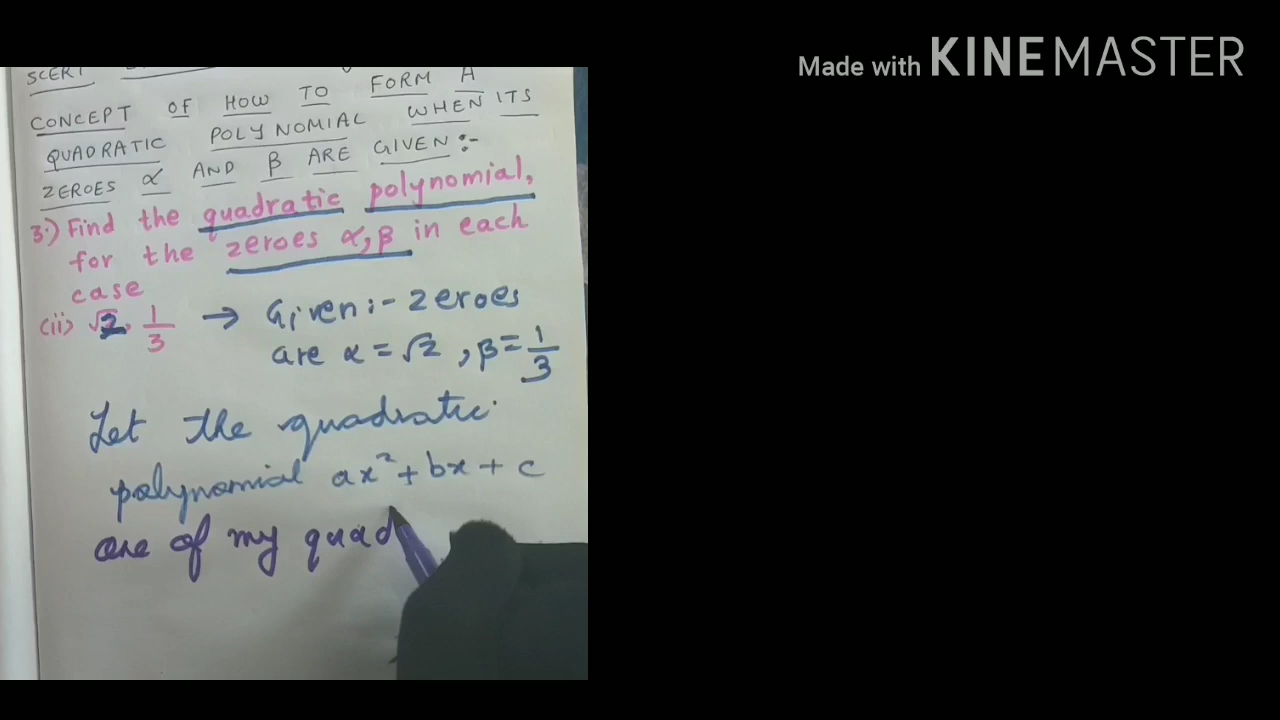 Made with KINEMASTER
SCERT
CONCEPT OF HOW TO FORM A
QUADRATIC POLYNOMIAL WHEN ITS
ZEROES α AND β ARE GIVEN :-
3.) Find the quadratic polynomial,
for the zeroes α, β in each
case
(ii) √2, 1/3 → Given :- zeroes
are α = √2 , β = 1/3
Let the quadratic
polynomial ax² + bx + c
one of my quad